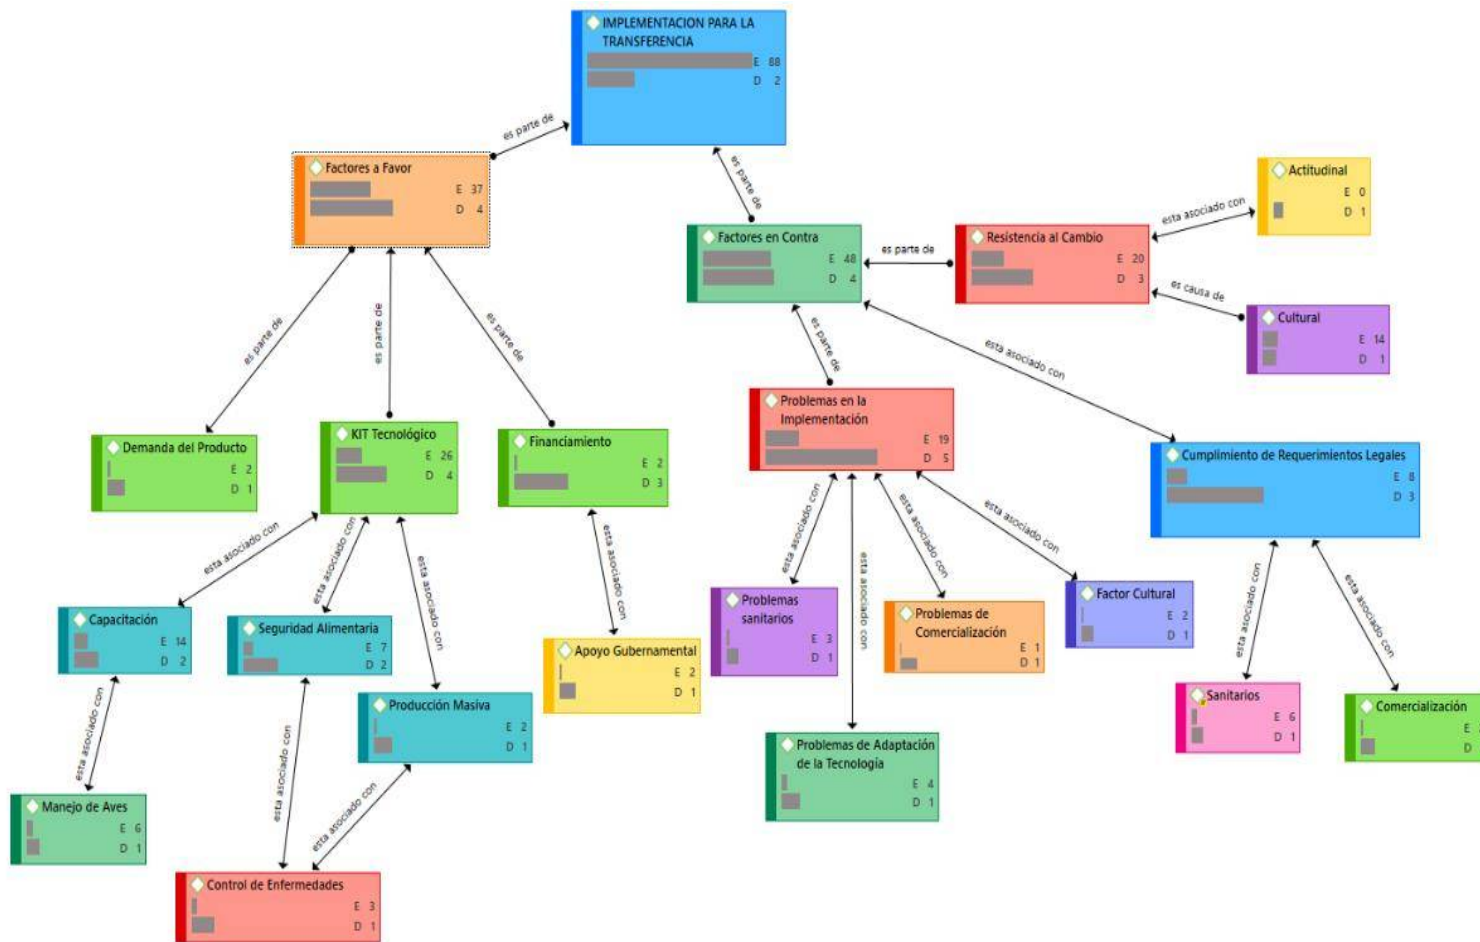 IMPLEMENTACION PARA LA
TRANSFERENCIA
E 88
D 2
es parte de
es parte de
Factores a Favor
E 37
D 4
Factores en Contra
E 48
D 4
es parte de
Resistencia al Cambio
E 20
D 3
esta asociado con
Actitudinal
E 0
D 1
es causa de
Cultural
E 14
D 1
es parte de
es parte de
es parte de
es parte de
esta asociado con
Demanda del Producto
E 2
D 1
KIT Tecnológico
E 26
D 4
Financiamiento
E 2
D 3
Problemas en la
Implementación
E 19
D 5
Cumplimiento de Requerimientos Legales
E 8
D 3
esta asociado con
esta asociado con
esta asociado con
esta asociado con
esta asociado con
esta asociado con
esta asociado con
esta asociado con
esta asociado con
esta asociado con
Capacitación
E 14
D 2
Seguridad Alimentaria
E 7
D 2
Producción Masiva
E 2
D 1
Apoyo Gubernamental
E 2
D 1
Problemas
sanitarios
E 3
D 1
Problemas de
Comercialización
E 1
D 1
Factor Cultural
E 2
D 1
Sanitarios
E 6
D 1
Comercialización
E
D
Problemas de Adaptación
de la Tecnología
E 4
D 1
esta asociado con
esta asociado con
esta asociado con
Manejo de Aves
E 6
D 1
Control de Enfermedades
E 3
D 1